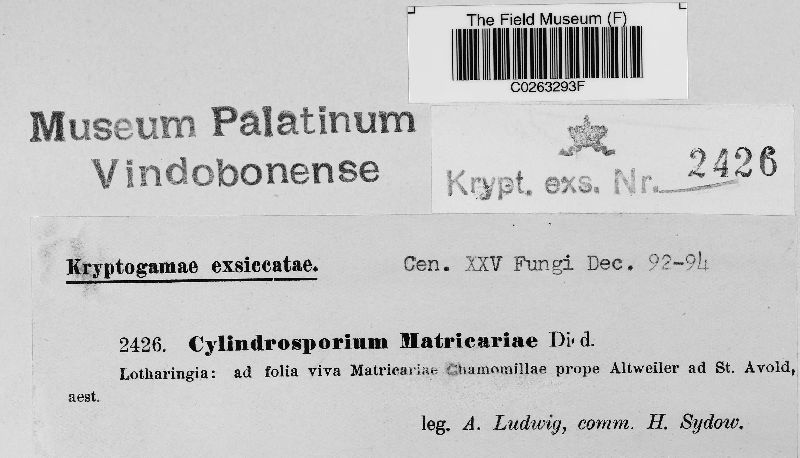 The Field Museum (F)
C0263293F
Museum Palatinum
Vindobonense
Krypt. exs. Nr. 2426
Kryptogamae exsiccatae. Cen. XXV Fungi Dec. 92-94
2426. Cylindrosporium Matricariae Died.
Lotharingia: ad folia viva Matricariae Chamomillae prope Altweiler ad St. Avold,
aest.
leg. A. Ludwig, comm. H. Sydow.